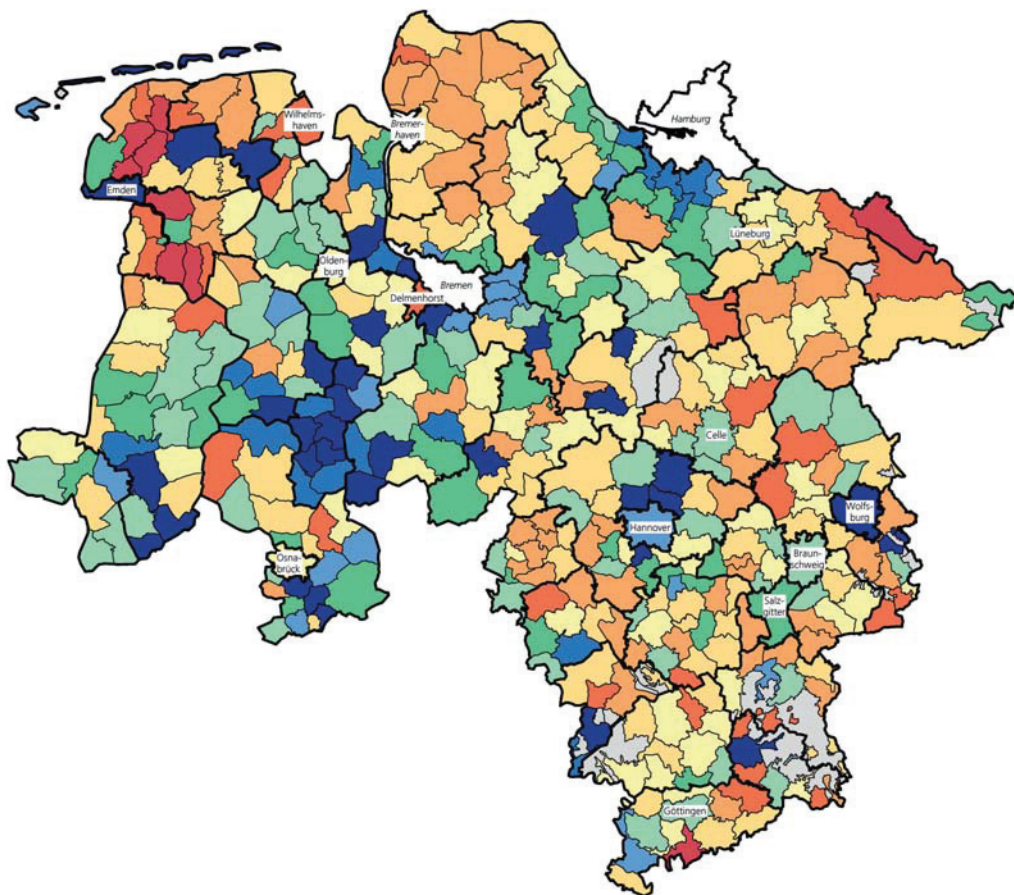 Wilhelms-
haven
Bremer-
haven
Hamburg
Emden
Lüneburg
Olden-
burg
Bremen
Delmenhorst
Celle
Wolfs-
burg
Hannover
Braun-
schweig
Osna-
brück
Salz-
gitter
Göttingen